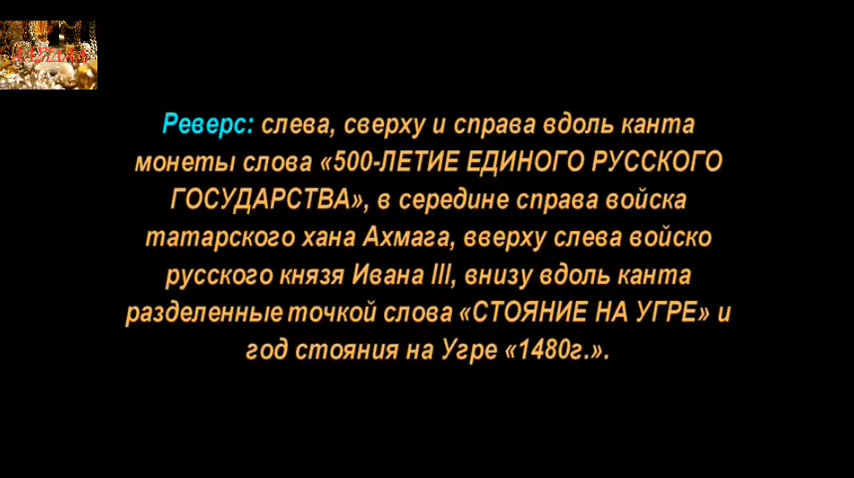 Реверс: слева, сверху и справа вдоль канта
монеты слова «500-ЛЕТИЕ ЕДИНОГО РУССКОГО
ГОСУДАРСТВА», в середине справа войска
татарского хана Ахмага, вверху слева войско
русского князя Ивана III, внизу вдоль канта
разделенные точкой слова «СТОЯНИЕ НА УГРЕ» и
год стояния на Угре «1480г.».